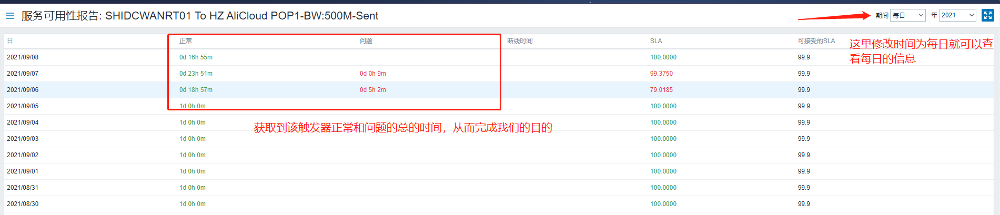 服务可用性报告: SHIDCWANRT01 To HZ AliCloud POP1-BW:500M-Sent
期间 每日 年 2021
日 正常 问题 断线时间 SLA 可接受的SLA
这里修改时间为每日就可以查
看每日的信息
2021/09/08 0d 16h 55m 100.0000 99.9
2021/09/07 0d 23h 51m 0d 0h 9m 99.3750 99.9
2021/09/06 0d 18h 57m 0d 5h 2m 79.0185 99.9
2021/09/05 1d 0h 0m 100.0000 99.9
获取到该触发器正常和问题的总的时间，从而完成我们的目的
2021/09/04 1d 0h 0m 100.0000 99.9
2021/09/03 1d 0h 0m 100.0000 99.9
2021/09/02 1d 0h 0m 100.0000 99.9
2021/09/01 1d 0h 0m 100.0000 99.9
2021/08/31 1d 0h 0m 100.0000 99.9
2021/08/30 1d 0h 0m 100.0000 99.9